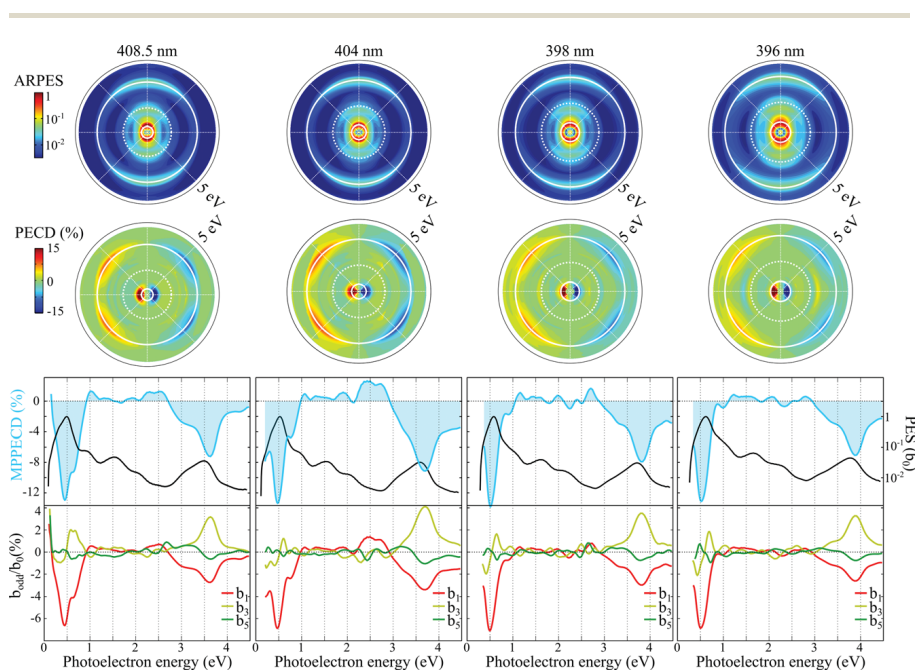 408.5 nm 404 nm 398 nm 396 nm
ARPES
1
10-1
10-2
5 eV 5 eV 5 eV 5 eV
PECD (%)
15
0
-15
5 eV 5 eV 5 eV 5 eV
MPPECD (%)
0
-4
-8
-12
1
10-1
10-2
PES (b0)
bodd/b0(%)
4
2
0
-2
-4
-6
b1 b1 b1 b1
b3 b3 b3 b3
b5 b5 b5 b5
0 1 2 3 4 0 1 2 3 4 0 1 2 3 4 0 1 2 3 4
Photoelectron energy (eV) Photoelectron energy (eV) Photoelectron energy (eV) Photoelectron energy (eV)